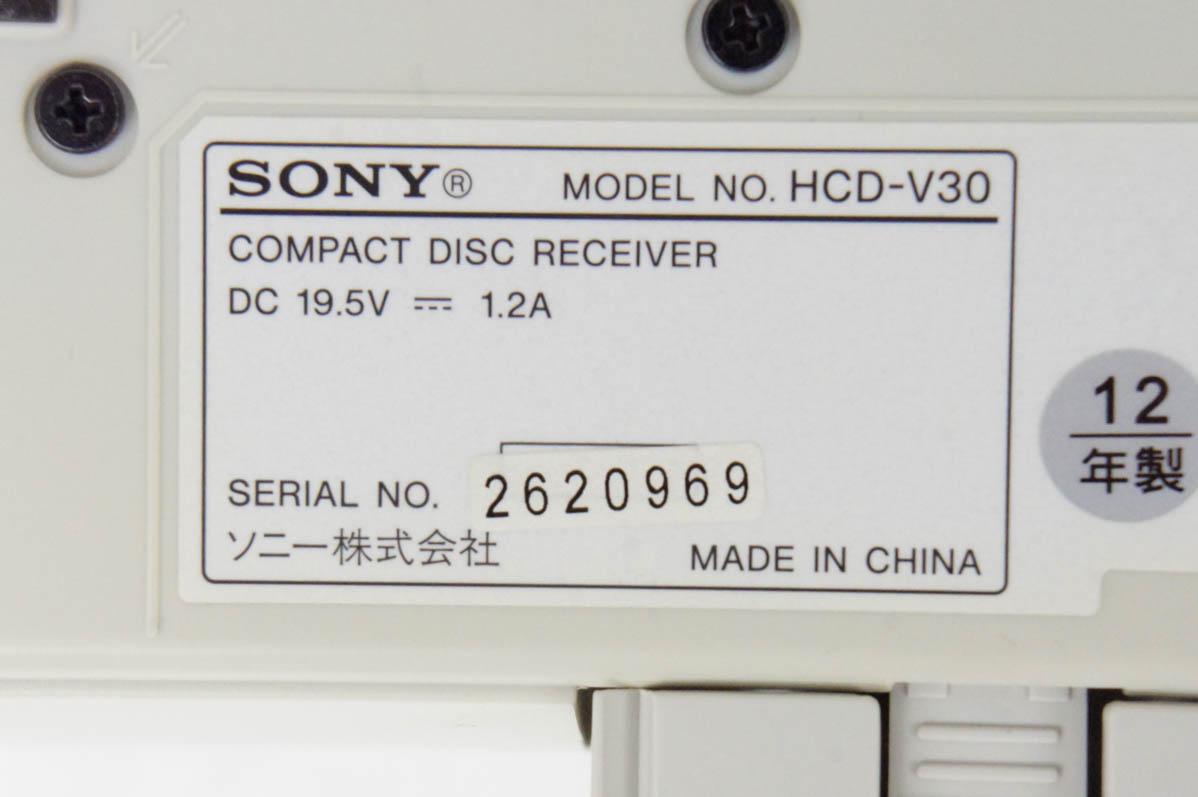 SONY® MODEL NO. HCD-V30
COMPACT DISC RECEIVER
DC 19.5V ⎓ 1.2A
SERIAL NO. 2620969
ソニー株式会社 MADE IN CHINA
12
年製